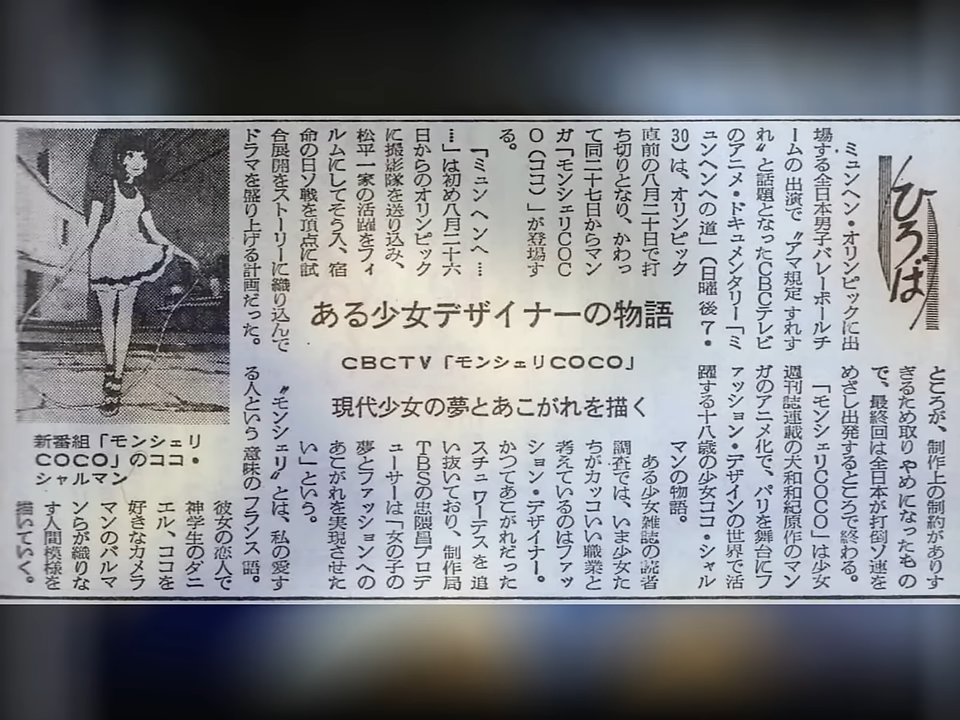 ひろば
ミュンヘン・オリンピックに出
場する全日本男子バレーボールチ
ームの出演で〝アマ規定すれす
れ〟と話題となったCBCテレビ
のアニメ・ドキュメンタリー「ミ
ュンヘンへの道」(日曜後7・
30)は、オリンピック
直前の八月二十日で打
ち切りとなり、かわっ
て同二十七日からマン
ガ「モンシェリCOC
O(ココ)」が登場す
る。
「ミュンヘンへ…
…」は初め八月二十六
日からのオリンピック
に撮影隊を送り込み、
松平一家の活躍をフィ
ルムにしてそう入、宿
命の日ソ戦を頂点に試
合展開をストーリーに織り込んで
ドラマを盛り上げる計画だった。
ある少女デザイナーの物語
CBCTV「モンシェリCOCO」
現代少女の夢とあこがれを描く
ところが、制作上の制約がありす
ぎるため取りやめになったもの
で、最終回は全日本が打倒ソ連を
めざし出発するところで終わる。
「モンシェリCOCO」は少女
週刊誌連載の大和和紀原作のマン
ガのアニメ化で、パリを舞台にフ
ァッション・デザインの世界で活
躍する十八歳の少女ココ・シャル
マンの物語。
ある少女雑誌の読者
調査では、いま少女た
ちがカッコいい職業と
考えているのはファッ
ション・デザイナー。
かつてあこがれだった
スチュワーデスを追
い抜いており、制作局
TBSの忠隈昌プロデ
ューサーは「女の子の
夢とファッションへの
あこがれを実現させた
い」という。
〝モンシェリ〟とは、私の愛す
る人という意味のフランス語。
彼女の恋人で
神学生のダニ
エル、ココを
好きなカメラ
マンのバルマ
ンらが織りな
す人間模様を
描いていく。
新番組「モンシェリ
COCO」のココ・
シャルマン